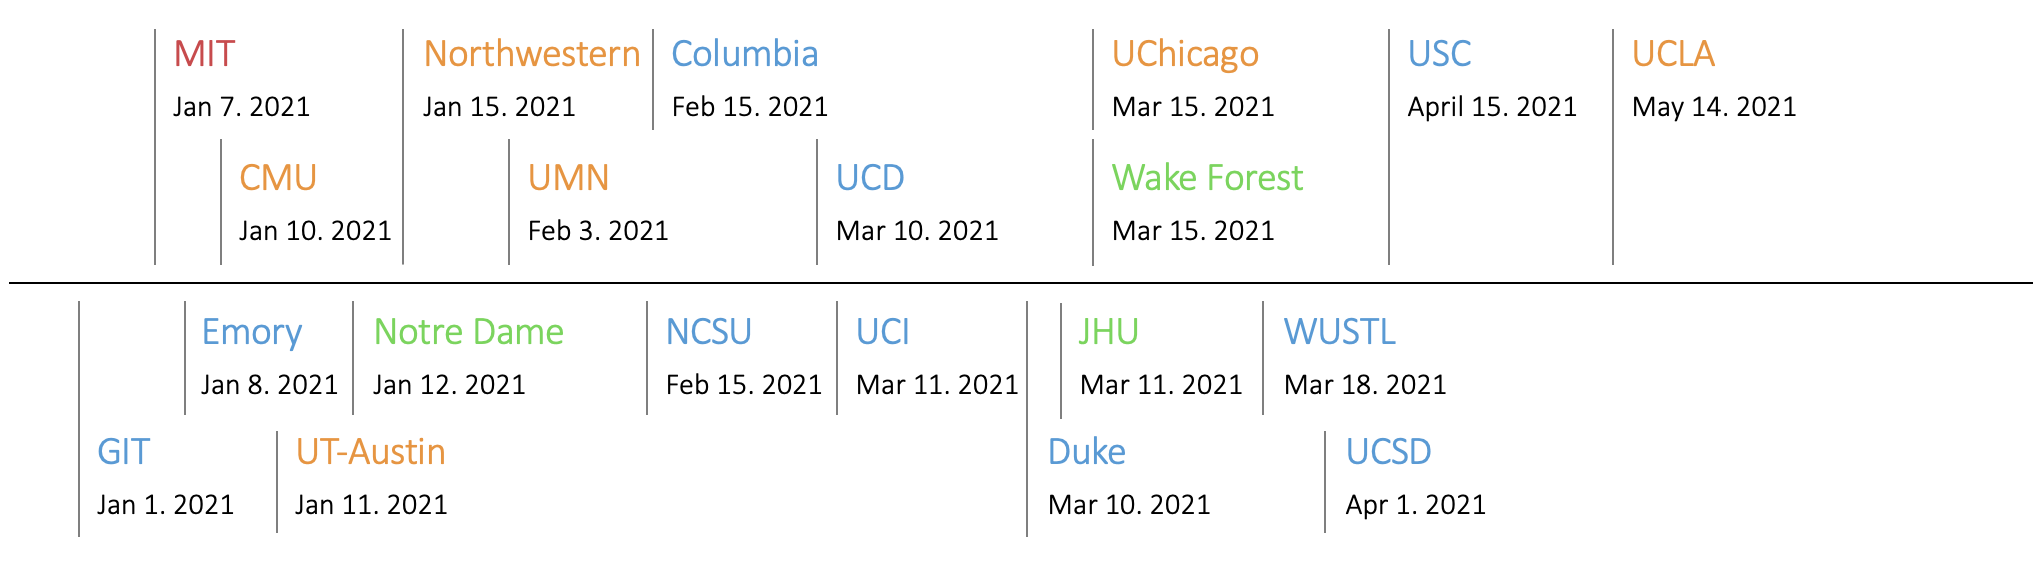 MIT
Jan 7. 2021
Northwestern
Jan 15. 2021
Columbia
Feb 15. 2021
UChicago
Mar 15. 2021
USC
April 15. 2021
UCLA
May 14. 2021
CMU
Jan 10. 2021
UMN
Feb 3. 2021
UCD
Mar 10. 2021
Wake Forest
Mar 15. 2021
Emory
Jan 8. 2021
Notre Dame
Jan 12. 2021
NCSU
Feb 15. 2021
UCI
Mar 11. 2021
JHU
Mar 11. 2021
WUSTL
Mar 18. 2021
GIT
Jan 1. 2021
UT-Austin
Jan 11. 2021
Duke
Mar 10. 2021
UCSD
Apr 1. 2021